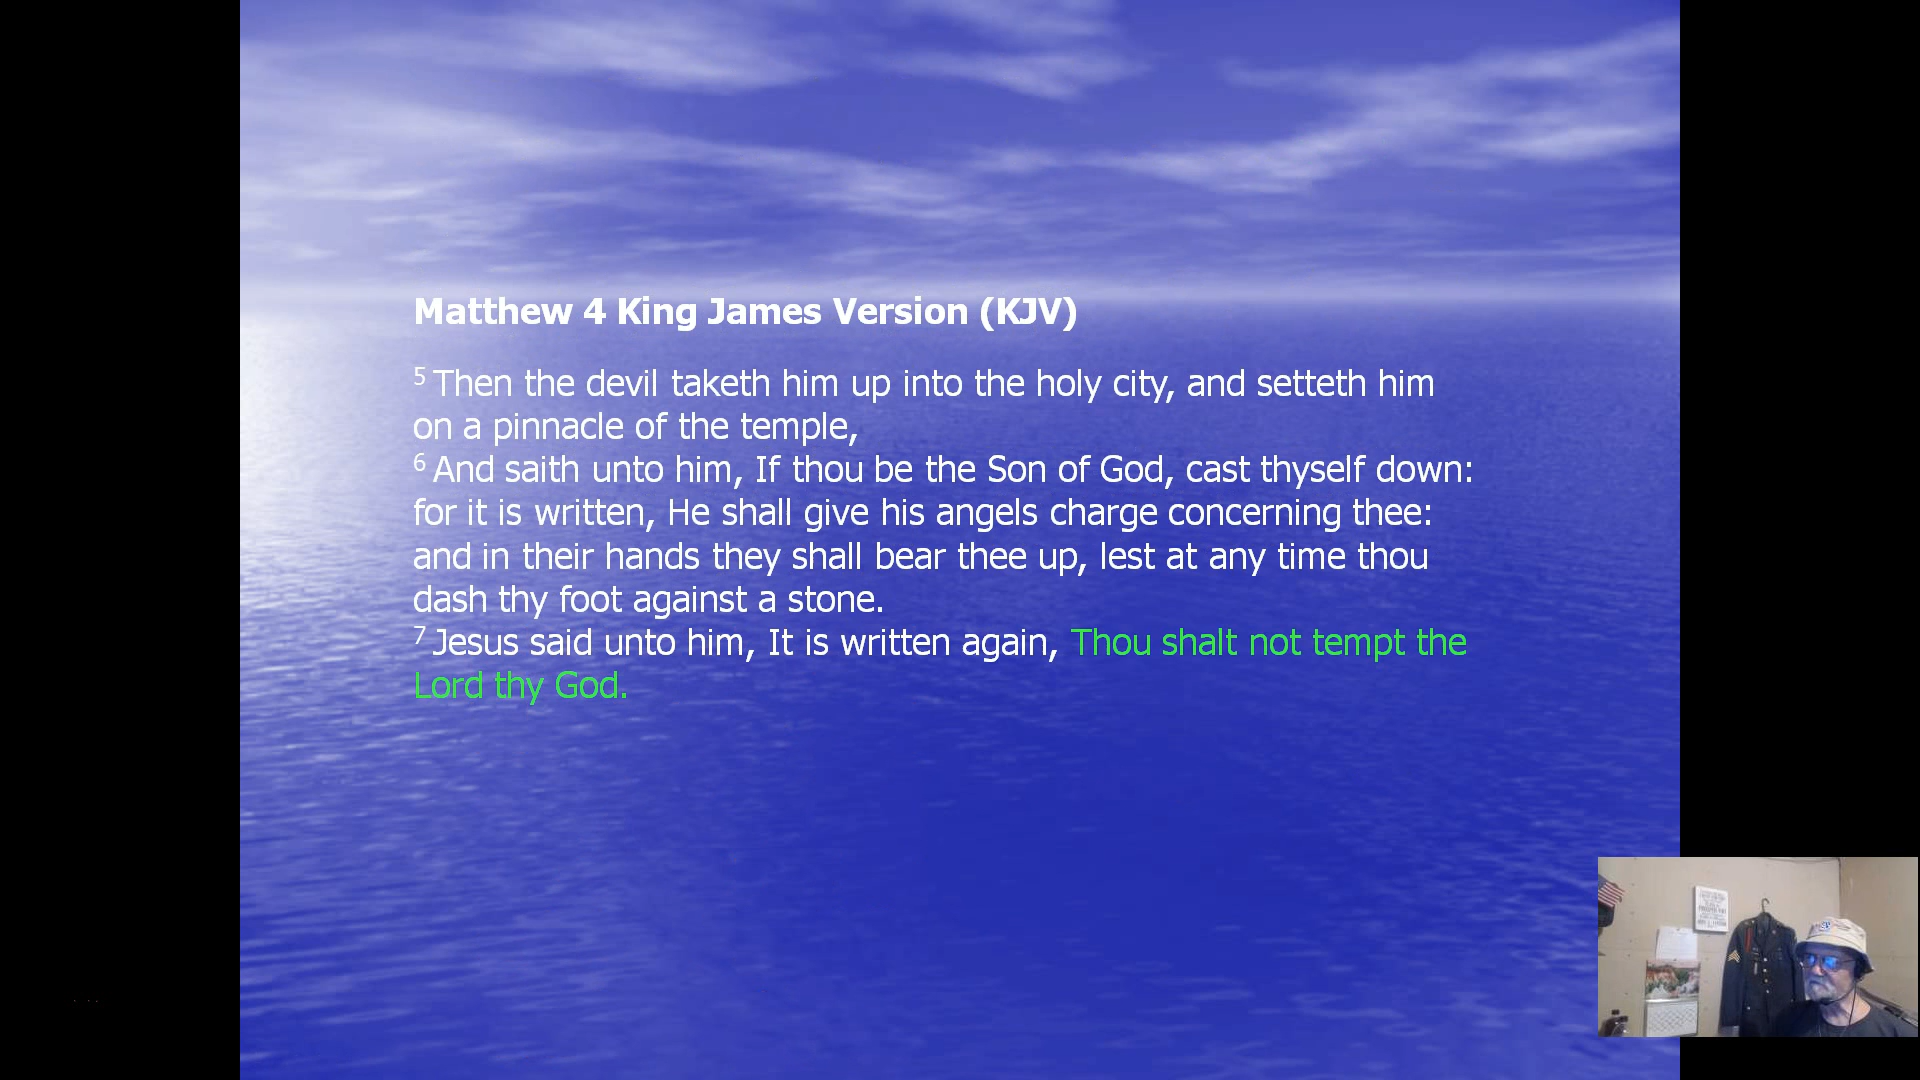 Matthew 4 King James Version (KJV)
5 Then the devil taketh him up into the holy city, and setteth him
on a pinnacle of the temple,
6 And saith unto him, If thou be the Son of God, cast thyself down:
for it is written, He shall give his angels charge concerning thee:
and in their hands they shall bear thee up, lest at any time thou
dash thy foot against a stone.
7 Jesus said unto him, It is written again, Thou shalt not tempt the
Lord thy God.